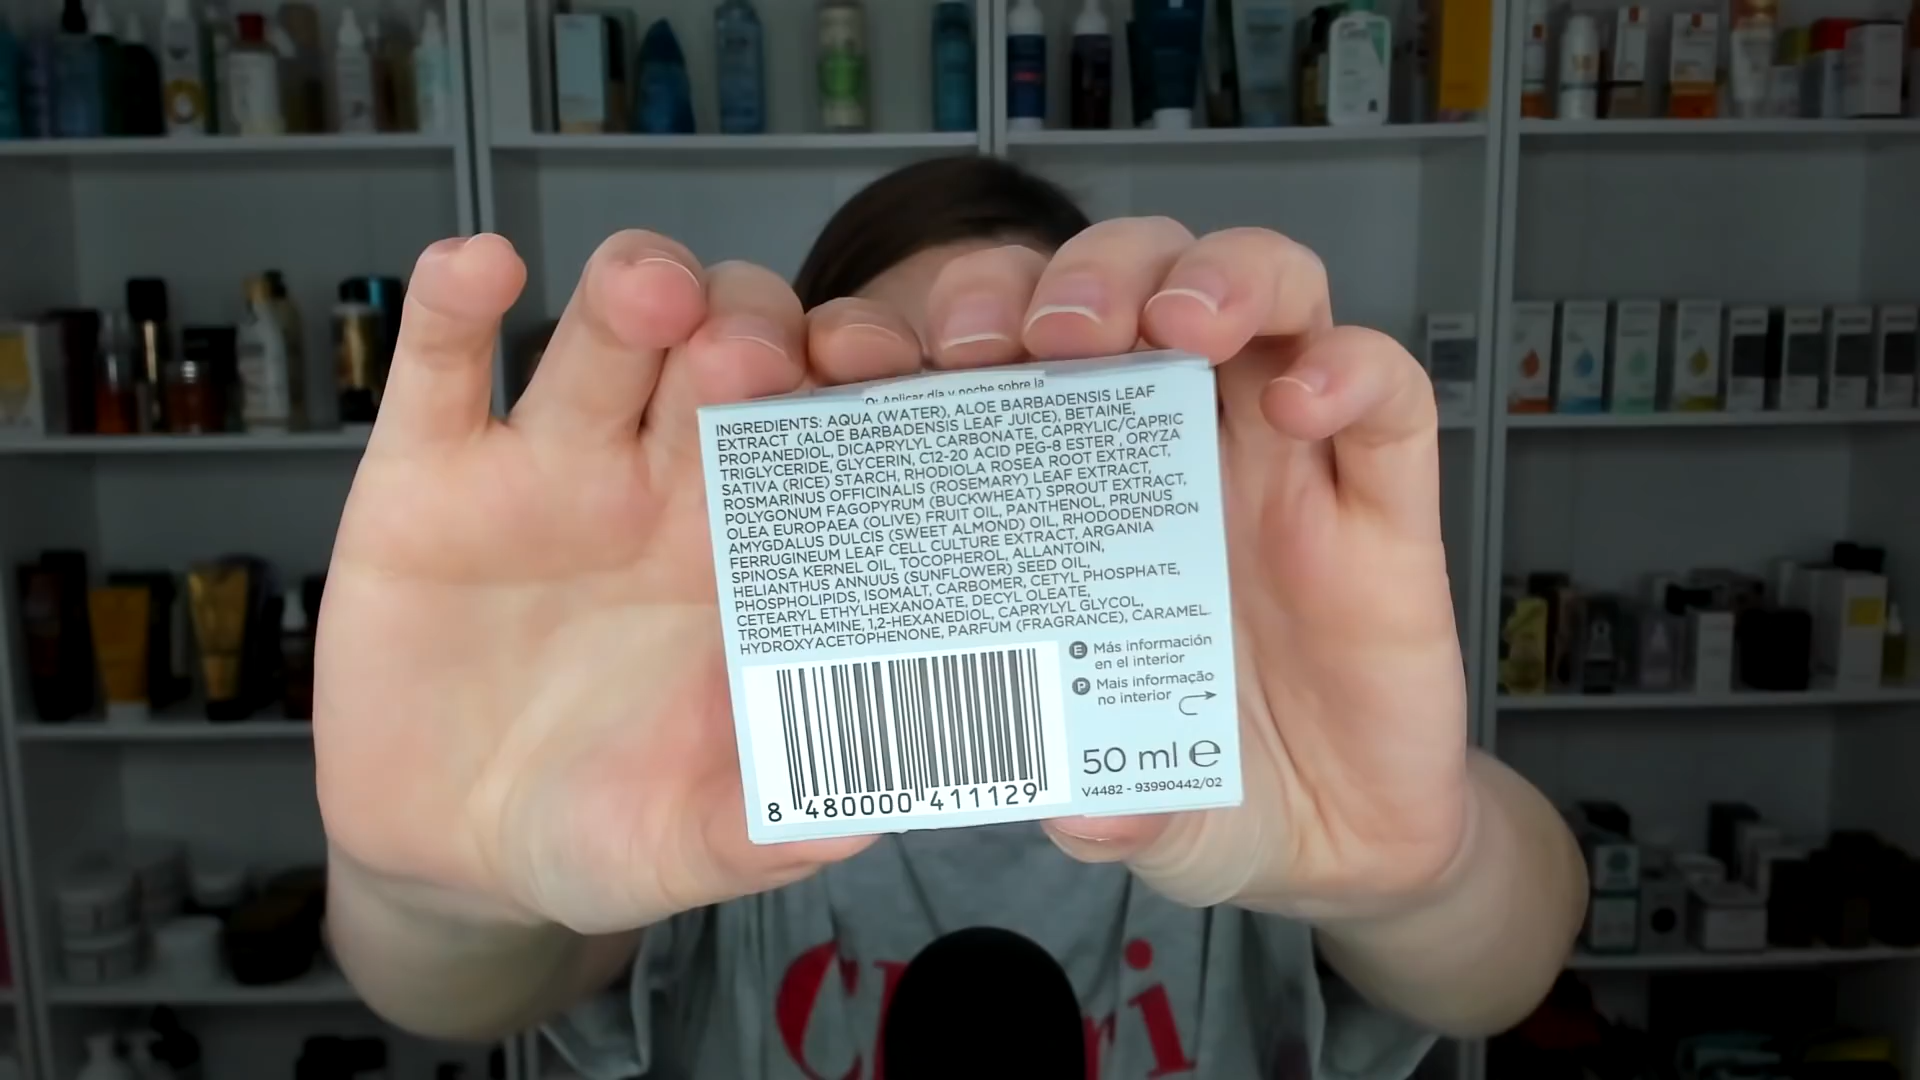 O: Aplicar día y noche sobre la
INGREDIENTS: AQUA (WATER), ALOE BARBADENSIS LEAF
EXTRACT (ALOE BARBADENSIS LEAF JUICE), BETAINE,
PROPANEDIOL, DICAPRYLYL CARBONATE, CAPRYLIC/CAPRIC
TRIGLYCERIDE, GLYCERIN, C12-20 ACID PEG-8 ESTER , ORYZA
SATIVA (RICE) STARCH, RHODIOLA ROSEA ROOT EXTRACT,
ROSMARINUS OFFICINALIS (ROSEMARY) LEAF EXTRACT,
POLYGONUM FAGOPYRUM (BUCKWHEAT) SPROUT EXTRACT,
OLEA EUROPAEA (OLIVE) FRUIT OIL, PANTHENOL, PRUNUS
AMYGDALUS DULCIS (SWEET ALMOND) OIL, RHODODENDRON
FERRUGINEUM LEAF CELL CULTURE EXTRACT, ARGANIA
SPINOSA KERNEL OIL, TOCOPHEROL, ALLANTOIN,
HELIANTHUS ANNUUS (SUNFLOWER) SEED OIL,
PHOSPHOLIPIDS, ISOMALT, CARBOMER, CETYL PHOSPHATE,
CETEARYL ETHYLHEXANOATE, DECYL OLEATE,
TROMETHAMINE, 1,2-HEXANEDIOL, CAPRYLYL GLYCOL,
HYDROXYACETOPHENONE, PARFUM (FRAGRANCE), CARAMEL.
E Más información
en el interior
P Mais informação
no interior
50 ml e
V4482 - 93990442/02
8 480000 411129